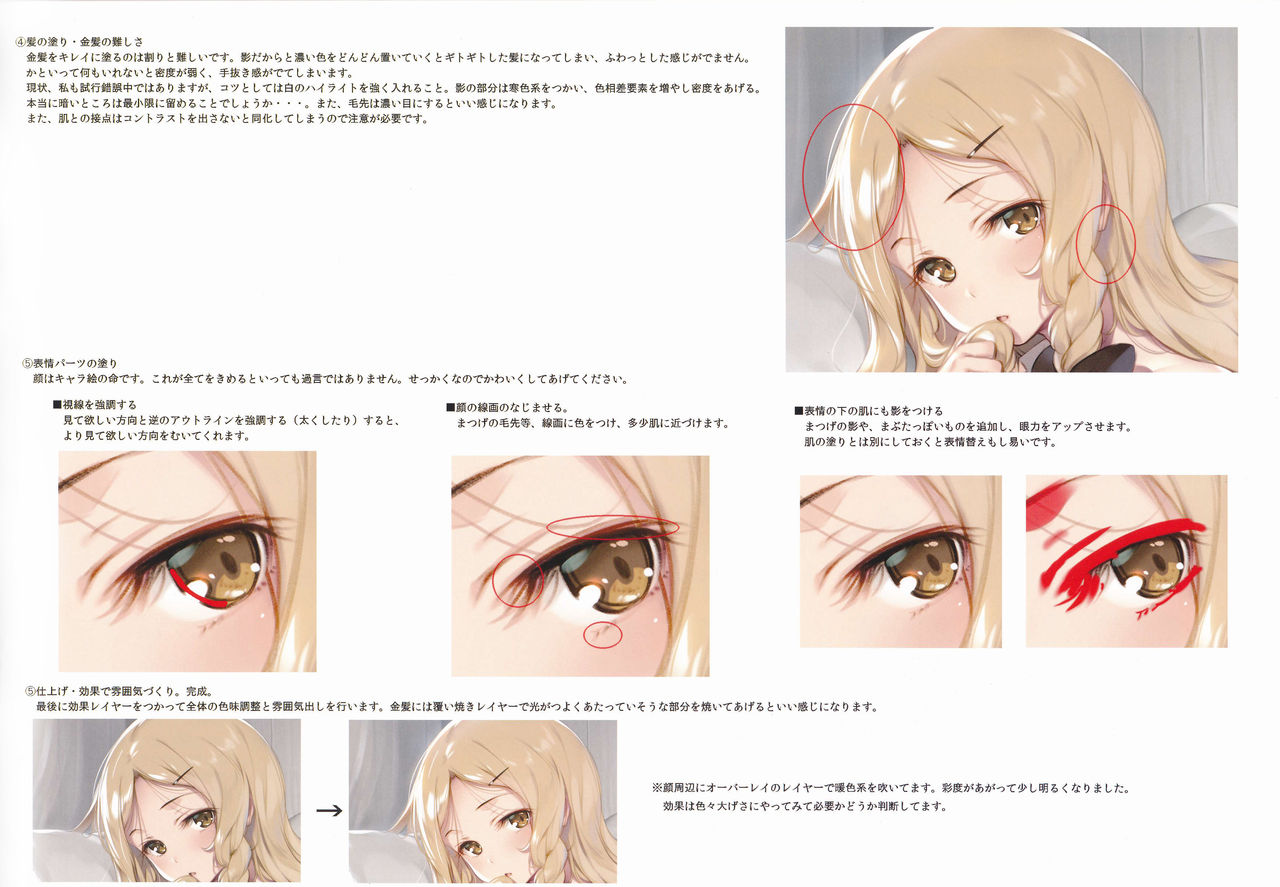 ④髪の塗り・金髪の難しさ
金髪をキレイに塗るのは割りと難しいです。影だからと濃い色をどんどん置いていくとギトギトした髪になってしまい、ふわっとした感じがでません。
かといって何もいれないと密度が弱く、手抜き感がでてしまいます。
現状、私も試行錯誤中ではありますが、コツとしては白のハイライトを強く入れること。影の部分は寒色系をつかい、色相差要素を増やし密度をあげる。
本当に暗いところは最小限に留めることでしょうか・・・。また、毛先は濃い目にするといい感じになります。
また、肌との接点はコントラストを出さないと同化してしまうので注意が必要です。
⑤表情パーツの塗り
顔はキャラ絵の命です。これが全てをきめるといっても過言ではありません。せっかくなのでかわいくしてあげてください。
■視線を強調する
見て欲しい方向と逆のアウトラインを強調する（太くしたり）すると、
より見て欲しい方向をむいてくれます。
■顔の線画のなじませる。
まつげの毛先等、線画に色をつけ、多少肌に近づけます。
■表情の下の肌にも影をつける
まつげの影や、まぶたっぽいものを追加し、眼力をアップさせます。
肌の塗りとは別にしておくと表情替えもし易いです。
⑤仕上げ・効果で雰囲気づくり。完成。
最後に効果レイヤーをつかって全体の色味調整と雰囲気出しを行います。金髪には覆い焼きレイヤーで光がつよくあたっていそうな部分を焼いてあげるといい感じになります。
→
※顔周辺にオーバーレイのレイヤーで暖色系を吹いてます。彩度があがって少し明るくなりました。
効果は色々大げさにやってみて必要かどうか判断してます。